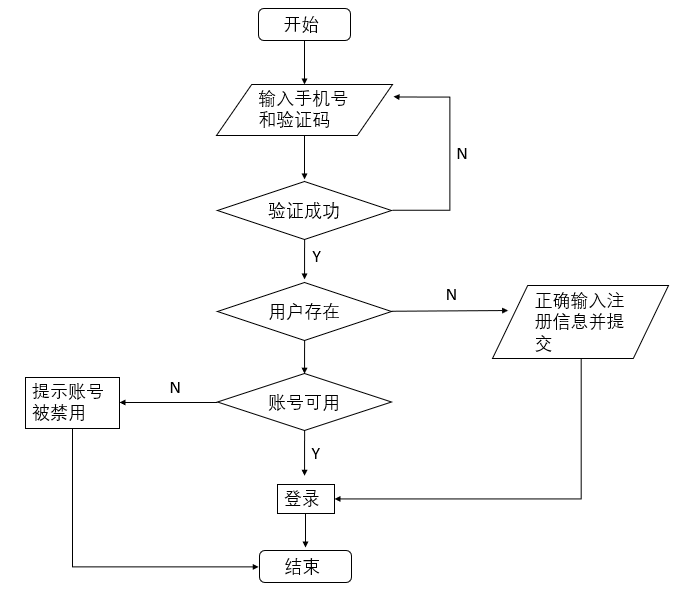 开始
输入手机号
和验证码
N
验证成功
Y
用户存在
N
正确输入注
册信息并提
交
账号可用
N
提示账号
被禁用
Y
登录
结束